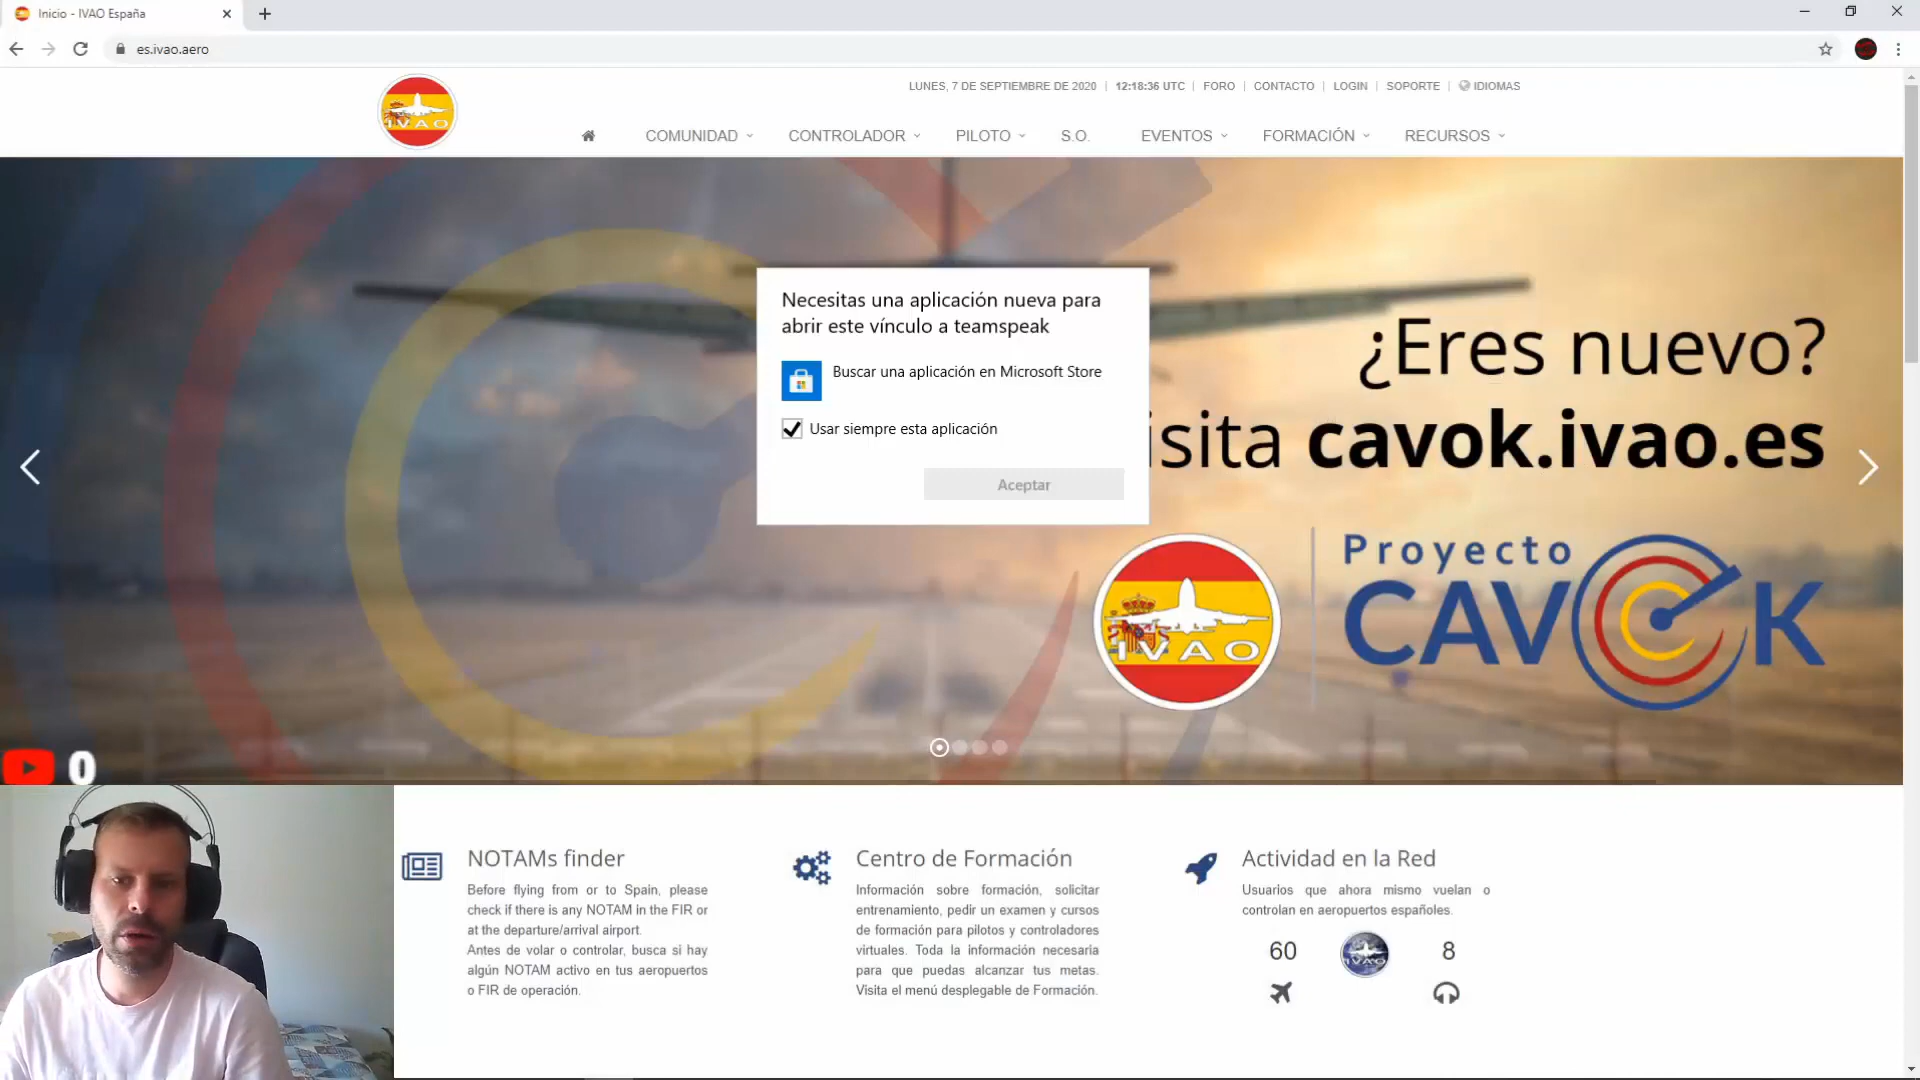 Inicio - IVAO España
es.ivao.aero
LUNES, 7 DE SEPTIEMBRE DE 2020 | 12:18:36 UTC | FORO | CONTACTO | LOGIN | SOPORTE | IDIOMAS
IVAO
COMUNIDAD CONTROLADOR PILOTO S.O. EVENTOS FORMACIÓN RECURSOS
Necesitas una aplicación nueva para
abrir este vínculo a teamspeak
Buscar una aplicación en Microsoft Store
Usar siempre esta aplicación
Aceptar
¿Eres nuevo?
isita cavok.ivao.es
IVAO
Proyecto
CAVOK
0
NOTAMs finder
Before flying from or to Spain, please
check if there is any NOTAM in the FIR or
at the departure/arrival airport.
Antes de volar o controlar, busca si hay
algún NOTAM activo en tus aeropuertos
o FIR de operación.
Centro de Formación
Información sobre formación, solicitar
entrenamiento, pedir un examen y cursos
de formación para pilotos y controladores
virtuales. Toda la información necesaria
para que puedas alcanzar tus metas.
Visita el menú desplegable de Formación.
Actividad en la Red
Usuarios que ahora mismo vuelan o
controlan en aeropuertos españoles.
60 IVAO 8